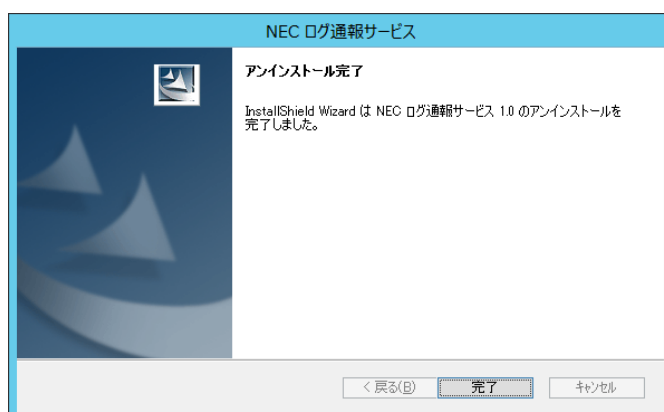 NEC ログ通報サービス
アンインストール完了
InstallShield Wizard は NEC ログ通報サービス 1.0 のアンインストールを
完了しました。
< 戻る(B)
完了
キャンセル